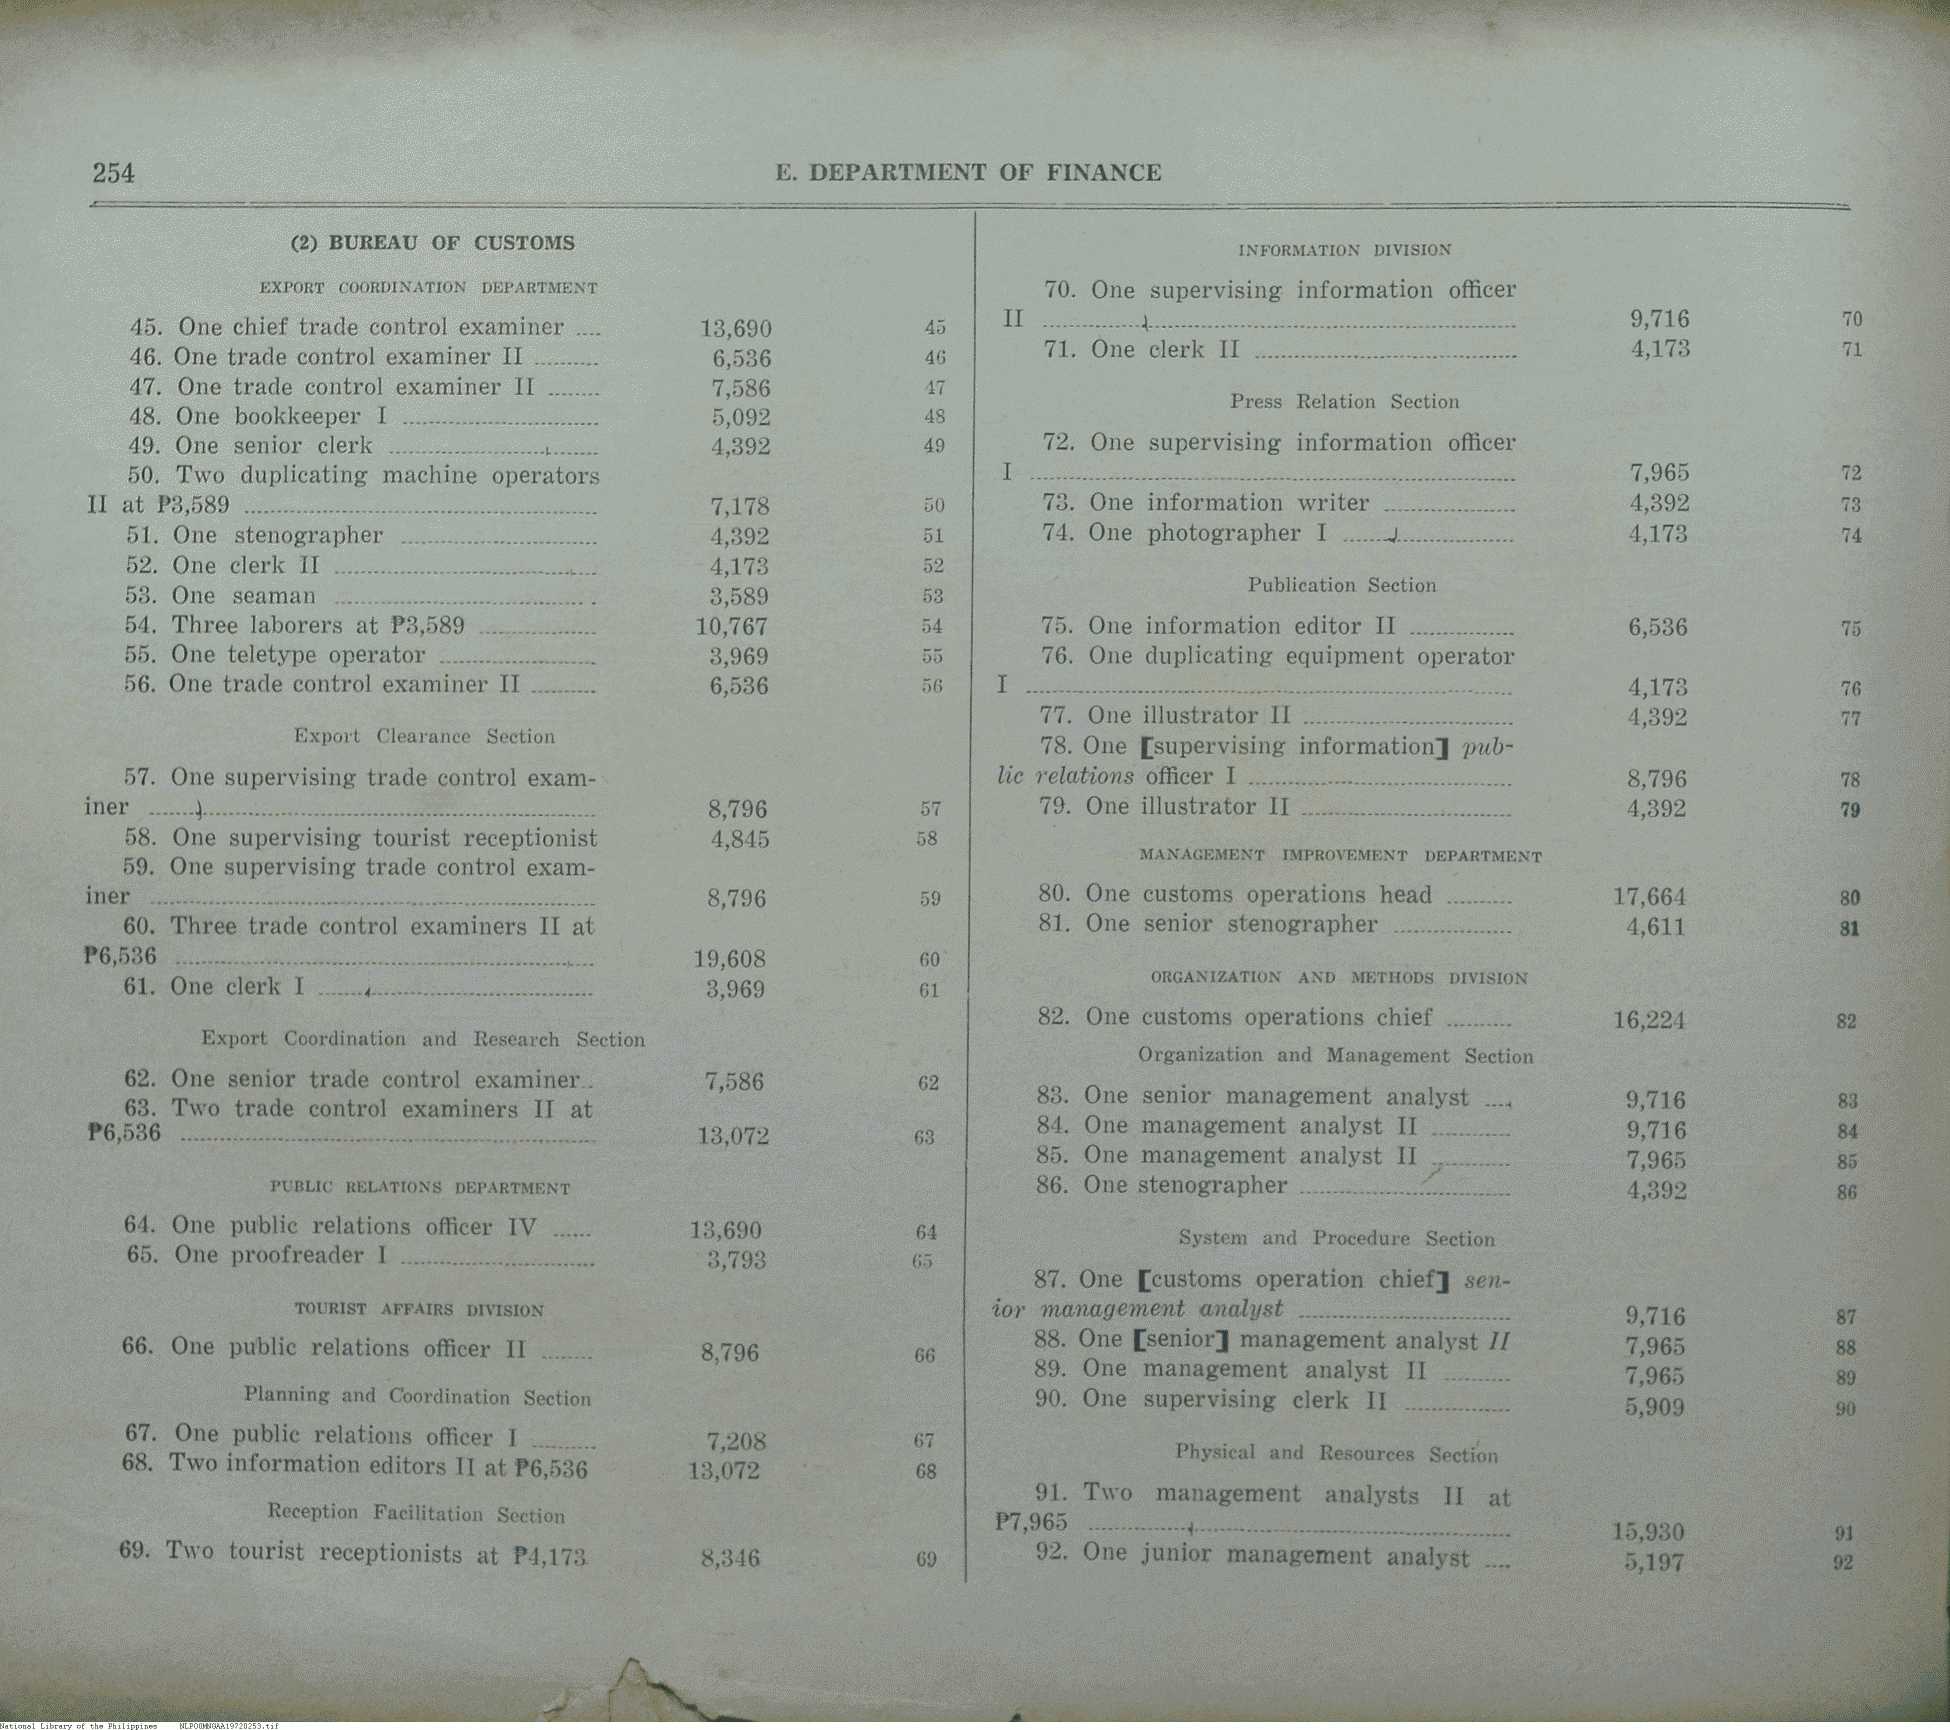 254
E. DEPARTMENT OF FINANCE
(2) BUREAU OF CUSTOMS
EXPORT COORDINATION DEPARTMENT
45. One chief trade control examiner .... 13,690 45
46. One trade control examiner II .......... 6,536 46
47. One trade control examiner II ........ 7,586 47
48. One bookkeeper I .............................. 5,092 48
49. One senior clerk ................................ 4,392 49
50. Two duplicating machine operators
II at ₱3,589 ...................................................... 7,178 50
51. One stenographer .............................. 4,392 51
52. One clerk II ........................................ 4,173 52
53. One seaman ........................................ 3,589 53
54. Three laborers at ₱3,589 .................. 10,767 54
55. One teletype operator ........................ 3,969 55
56. One trade control examiner II .......... 6,536 56
Export Clearance Section
57. One supervising trade control exam-
iner .................................................................... 8,796 57
58. One supervising tourist receptionist 4,845 58
59. One supervising trade control exam-
iner .................................................................... 8,796 59
60. Three trade control examiners II at
₱6,536 ................................................................ 19,608 60
61. One clerk I .......................................... 3,969 61
Export Coordination and Research Section
62. One senior trade control examiner.. 7,586 62
63. Two trade control examiners II at
₱6,536 ................................................................ 13,072 63
PUBLIC RELATIONS DEPARTMENT
64. One public relations officer IV ...... 13,690 64
65. One proofreader I .............................. 3,793 65
TOURIST AFFAIRS DIVISION
66. One public relations officer II ........ 8,796 66
Planning and Coordination Section
67. One public relations officer I .......... 7,208 67
68. Two information editors II at ₱6,536 13,072 68
Reception Facilitation Section
69. Two tourist receptionists at ₱4,173 8,346 69
INFORMATION DIVISION
70. One supervising information officer
II ........................................................................ 9,716 70
71. One clerk II ........................................ 4,173 71
Press Relation Section
72. One supervising information officer
I .......................................................................... 7,965 72
73. One information writer .................... 4,392 73
74. One photographer I .......................... 4,173 74
Publication Section
75. One information editor II ................ 6,536 75
76. One duplicating equipment operator
I .......................................................................... 4,173 76
77. One illustrator II ................................ 4,392 77
78. One [supervising information] pub-
lic relations officer I ........................................ 8,796 78
79. One illustrator II ................................ 4,392 79
MANAGEMENT IMPROVEMENT DEPARTMENT
80. One customs operations head .......... 17,664 80
81. One senior stenographer .................. 4,611 81
ORGANIZATION AND METHODS DIVISION
82. One customs operations chief .......... 16,224 82
Organization and Management Section
83. One senior management analyst .... 9,716 83
84. One management analyst II ............ 9,716 84
85. One management analyst II ............ 7,965 85
86. One stenographer ................................ 4,392 86
System and Procedure Section
87. One [customs operation chief] sen-
ior management analyst ................................ 9,716 87
88. One [senior] management analyst II 7,965 88
89. One management analyst II .......... 7,965 89
90. One supervising clerk II ................ 5,909 90
Physical and Resources Section
91. Two management analysts II at
₱7,965 ................................................................ 15,930 91
92. One junior management analyst .... 5,197 92
National Library of the Philippines NLPOOMNGAA19720253.tif